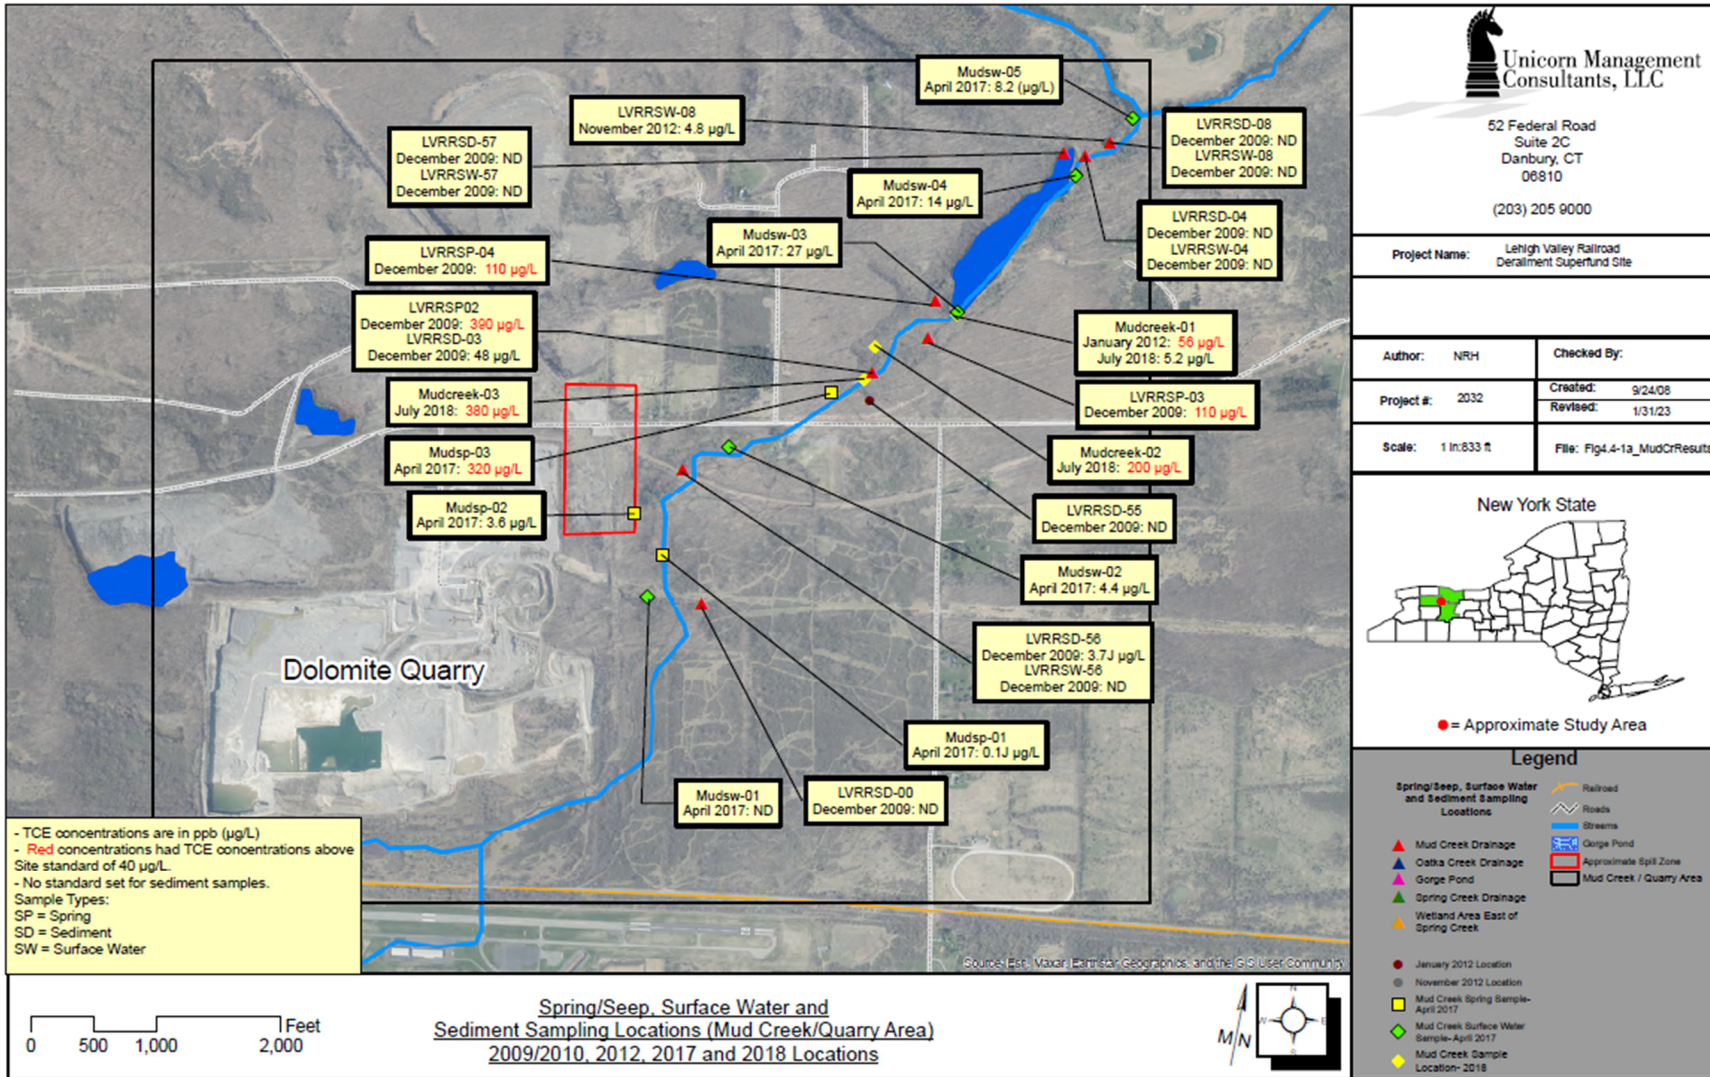 Mudsw-05
April 2017: 8.2 (µg/L)
LVRRSW-08
November 2012: 4.8 µg/L
LVRRSD-08
December 2009: ND
LVRRSW-08
December 2009: ND
LVRRSD-57
December 2009: ND
LVRRSW-57
December 2009: ND
Mudsw-04
April 2017: 14 µg/L
LVRRSD-04
December 2009: ND
LVRRSW-04
December 2009: ND
Mudsw-03
April 2017: 27 µg/L
LVRRSP-04
December 2009: 110 µg/L
LVRRSP02
December 2009: 390 µg/L
LVRRSD-03
December 2009: 48 µg/L
Mudcreek-01
January 2012: 56 µg/L
July 2018: 5.2 µg/L
Mudcreek-03
July 2018: 380 µg/L
LVRRSP-03
December 2009: 110 µg/L
Mudsp-03
April 2017: 320 µg/L
Mudcreek-02
July 2018: 200 µg/L
Mudsp-02
April 2017: 3.6 µg/L
LVRRSD-55
December 2009: ND
Mudsw-02
April 2017: 4.4 µg/L
LVRRSD-56
December 2009: 3.7J µg/L
LVRRSW-56
December 2009: ND
Dolomite Quarry
Mudsp-01
April 2017: 0.1J µg/L
Mudsw-01
April 2017: ND
LVRRSD-00
December 2009: ND
- TCE concentrations are in ppb (µg/L)
- Red concentrations had TCE concentrations above
Site standard of 40 µg/L.
- No standard set for sediment samples.
Sample Types:
SP = Spring
SD = Sediment
SW = Surface Water
Source: Esri, Maxar, Earthstar Geographics, and the GIS User Community
Feet
0 500 1,000 2,000
Spring/Seep, Surface Water and
Sediment Sampling Locations (Mud Creek/Quarry Area)
2009/2010, 2012, 2017 and 2018 Locations
M N
N
W E
S
Unicorn Management
Consultants, LLC
52 Federal Road
Suite 2C
Danbury, CT
06810
(203) 205 9000
Project Name: Lehigh Valley Railroad
Derailment Superfund Site
Author: NRH
Checked By:
Project #: 2032
Created: 9/24/08
Revised: 1/31/23
Scale: 1 in:833 ft
File: Fig4.4-1a_MudCrResults
New York State
= Approximate Study Area
Legend
Spring/Seep, Surface Water
and Sediment Sampling
Locations
Mud Creek Drainage
Oatka Creek Drainage
Gorge Pond
Spring Creek Drainage
Wetland Area East of
Spring Creek
January 2012 Location
November 2012 Location
Mud Creek Spring Sample-
April 2017
Mud Creek Surface Water
Sample- April 2017
Mud Creek Sample
Location- 2018
Railroad
Roads
Streams
Gorge Pond
Approximate Spill Zone
Mud Creek / Quarry Area